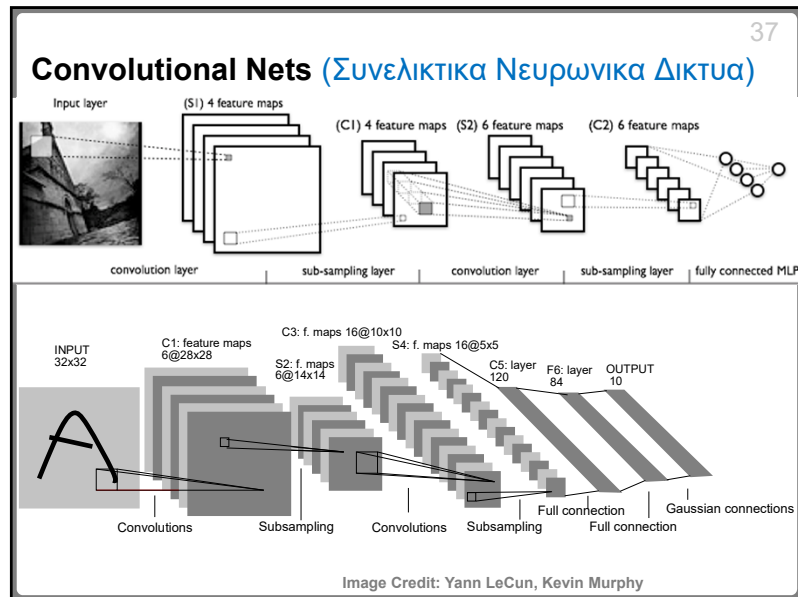 37
Convolutional Nets (Συνελικτικα Νευρωνικα Δικτυα)
Input layer
(S1) 4 feature maps
(C1) 4 feature maps
(S2) 6 feature maps
(C2) 6 feature maps
convolution layer
sub-sampling layer
convolution layer
sub-sampling layer
fully connected MLP
INPUT
32x32
C1: feature maps
6@28x28
S2: f. maps
6@14x14
C3: f. maps 16@10x10
S4: f. maps 16@5x5
C5: layer
120
F6: layer
84
OUTPUT
10
A
Convolutions
Subsampling
Convolutions
Subsampling
Full connection
Full connection
Gaussian connections
Image Credit: Yann LeCun, Kevin Murphy